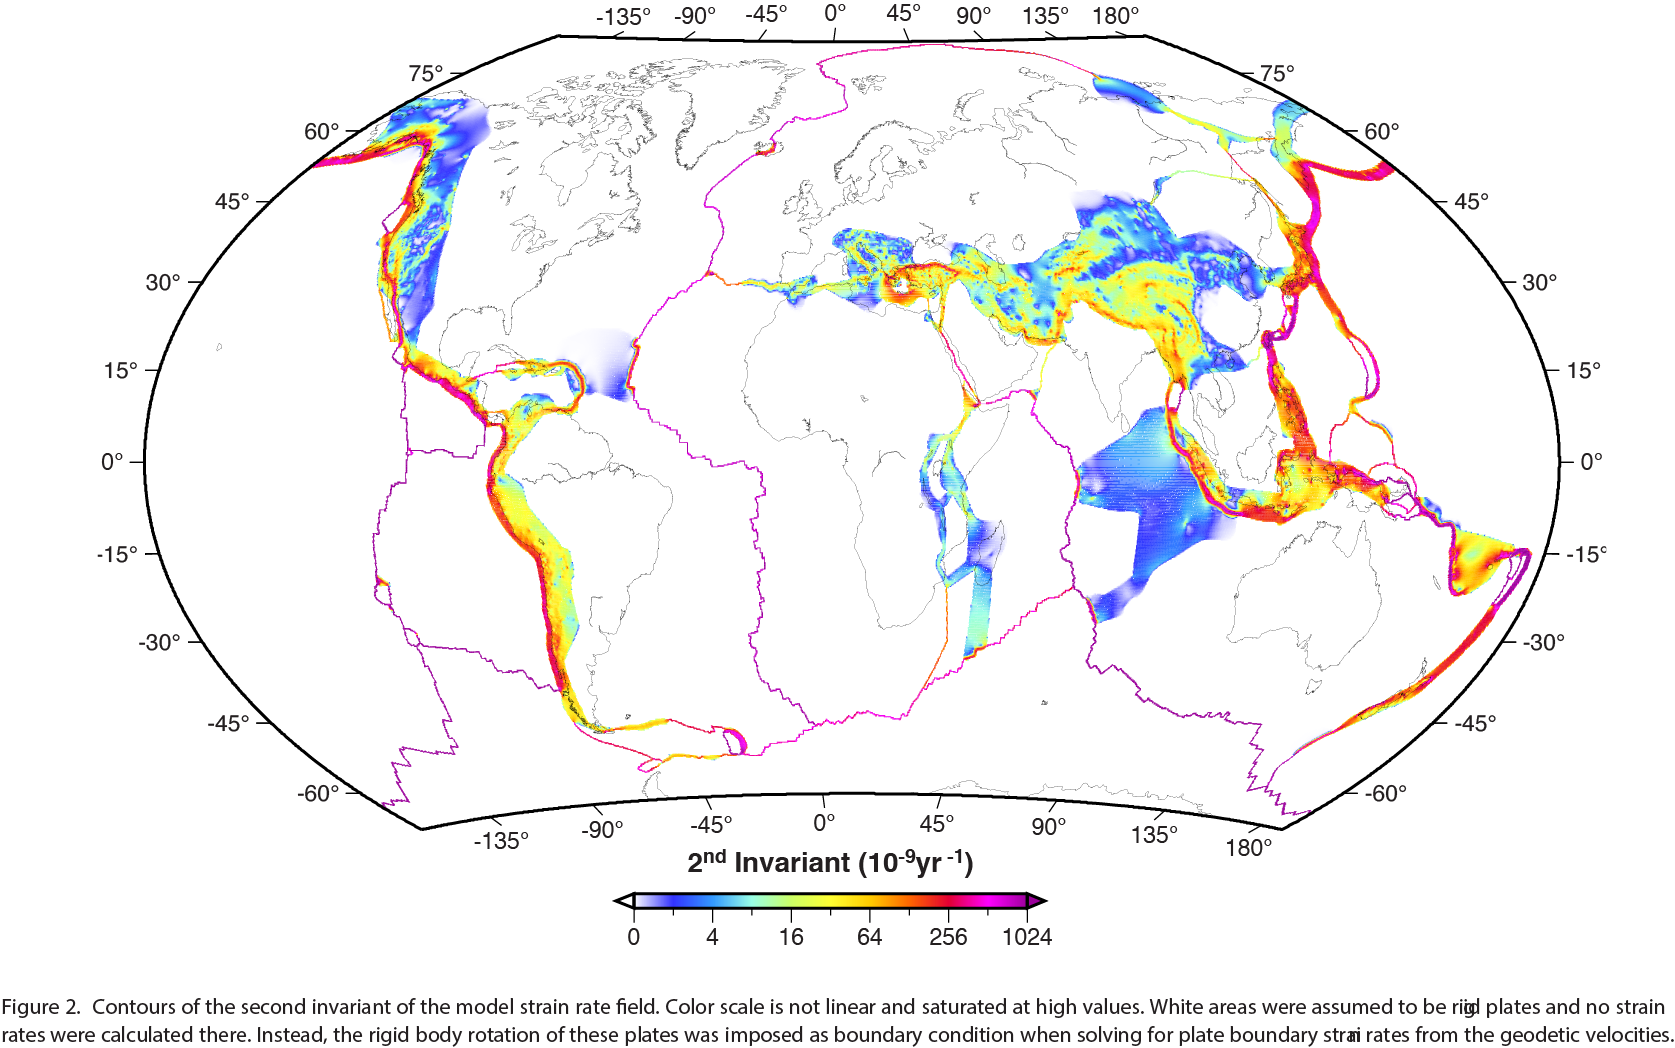 -135° -90° -45° 0° 45° 90° 135° 180°
75° 75°
60° 60°
45° 45°
30° 30°
15° 15°
0° 0°
-15° -15°
-30° -30°
-45° -45°
-60° -60°
-135° -90° -45° 0° 45° 90° 135° 180°
2nd Invariant (10-9yr -1)
0 4 16 64 256 1024
Figure 2. Contours of the second invariant of the model strain rate field. Color scale is not linear and saturated at high values. White areas were assumed to be rigid plates and no strain
rates were calculated there. Instead, the rigid body rotation of these plates was imposed as boundary condition when solving for plate boundary strain rates from the geodetic velocities.